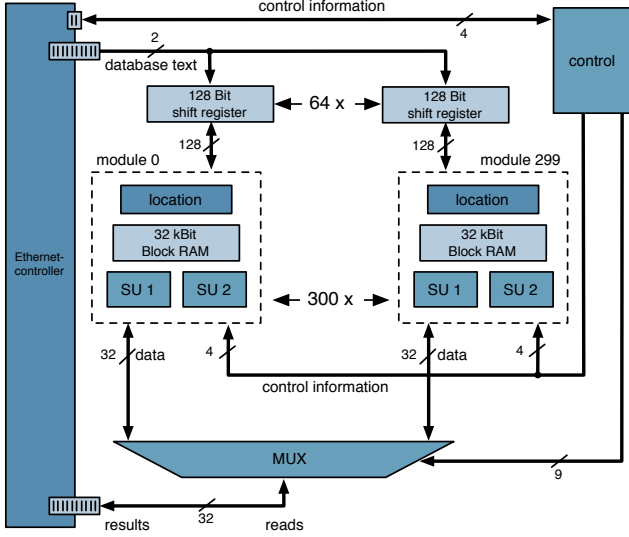 control information
4
2
database text
control
128 Bit
shift register
64 x
128 Bit
shift register
128
128
module 0
module 299
location
location
32 kBit
Block RAM
32 kBit
Block RAM
Ethernet-
controller
SU 1
SU 2
300 x
SU 1
SU 2
32
data
4
32
data
4
control information
MUX
9
32
results
reads